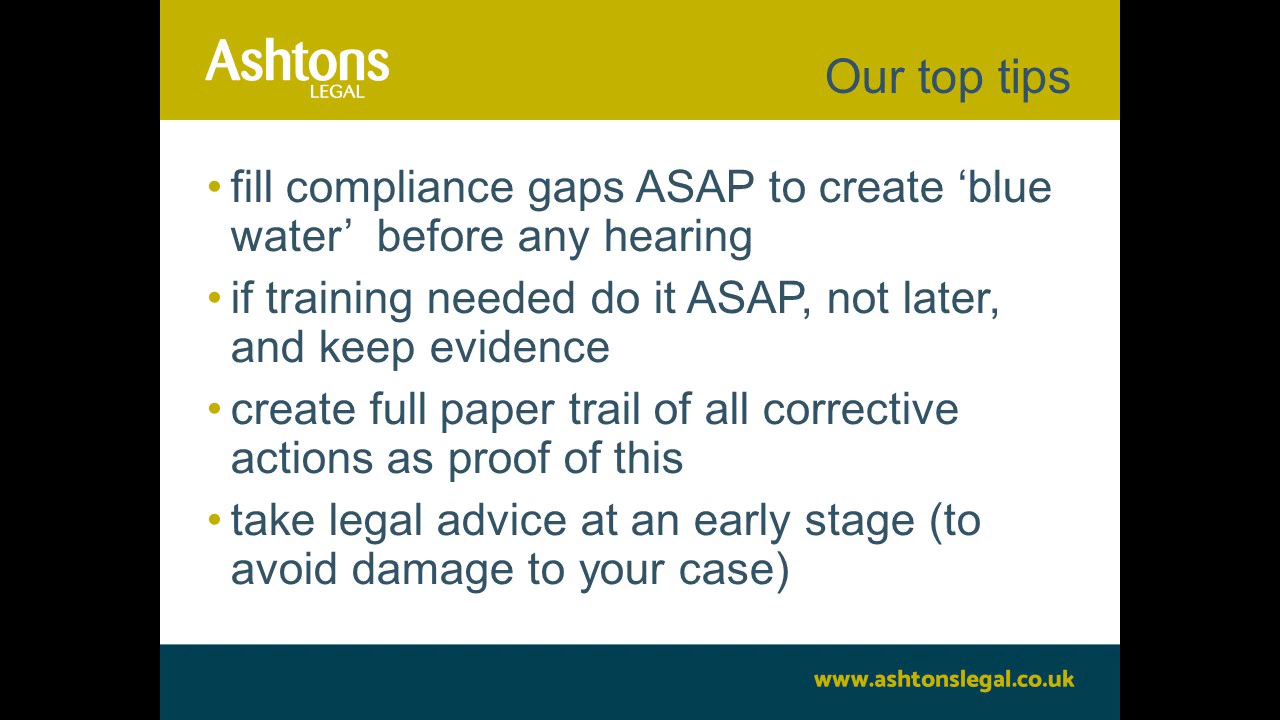 Ashtons
LEGAL
Our top tips
• fill compliance gaps ASAP to create ‘blue
water’  before any hearing
• if training needed do it ASAP, not later,
and keep evidence
• create full paper trail of all corrective
actions as proof of this
• take legal advice at an early stage (to
avoid damage to your case)
www.ashtonslegal.co.uk